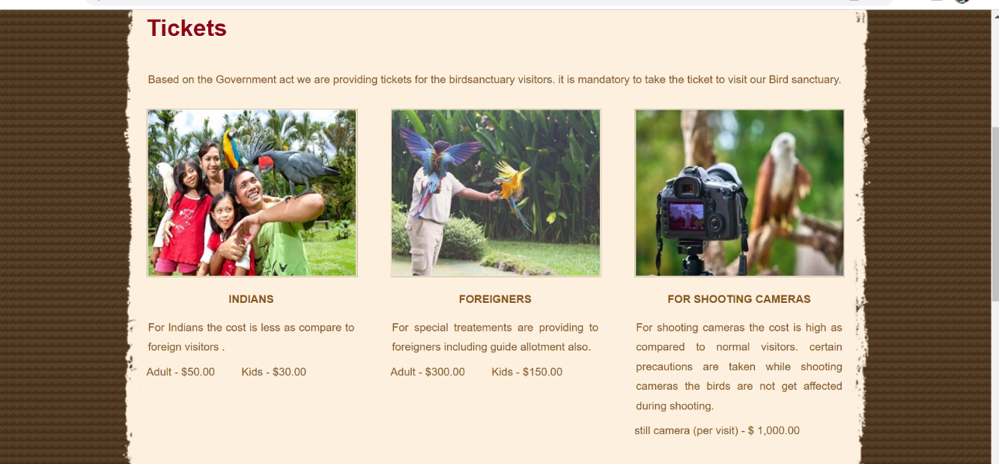 Tickets
Based on the Government act we are providing tickets for the birdsanctuary visitors. it is mandatory to take the ticket to visit our Bird sanctuary.
INDIANS
For Indians the cost is less as compare to
foreign visitors .
Adult - $50.00 Kids - $30.00
FOREIGNERS
For special treatements are providing to
foreigners including guide allotment also.
Adult - $300.00 Kids - $150.00
FOR SHOOTING CAMERAS
For shooting cameras the cost is high as
compared to normal visitors. certain
precautions are taken while shooting
cameras the birds are not get affected
during shooting.
still camera (per visit) - $ 1,000.00